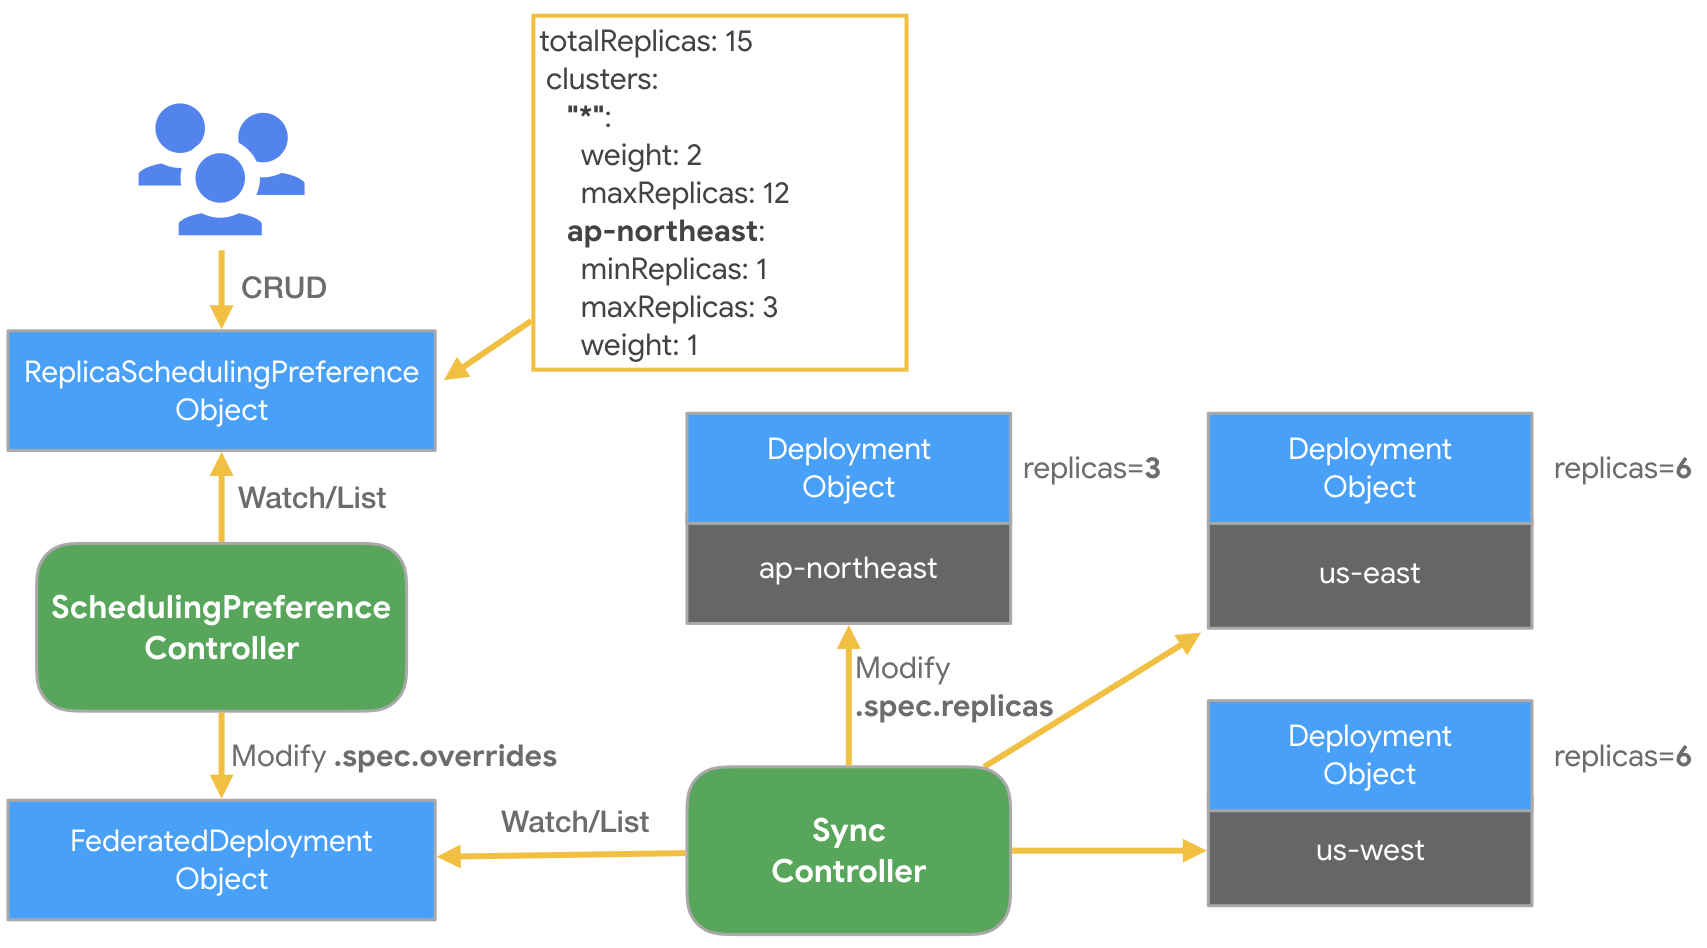 totalReplicas: 15
clusters:
"*":
weight: 2
maxReplicas: 12
ap-northeast:
minReplicas: 1
maxReplicas: 3
weight: 1
CRUD
ReplicaSchedulingPreference
Object
Watch/List
SchedulingPreference
Controller
Modify .spec.overrides
FederatedDeployment
Object
Watch/List
Sync
Controller
Modify
.spec.replicas
Deployment
Object
replicas=3
ap-northeast
Deployment
Object
replicas=6
us-east
Deployment
Object
replicas=6
us-west